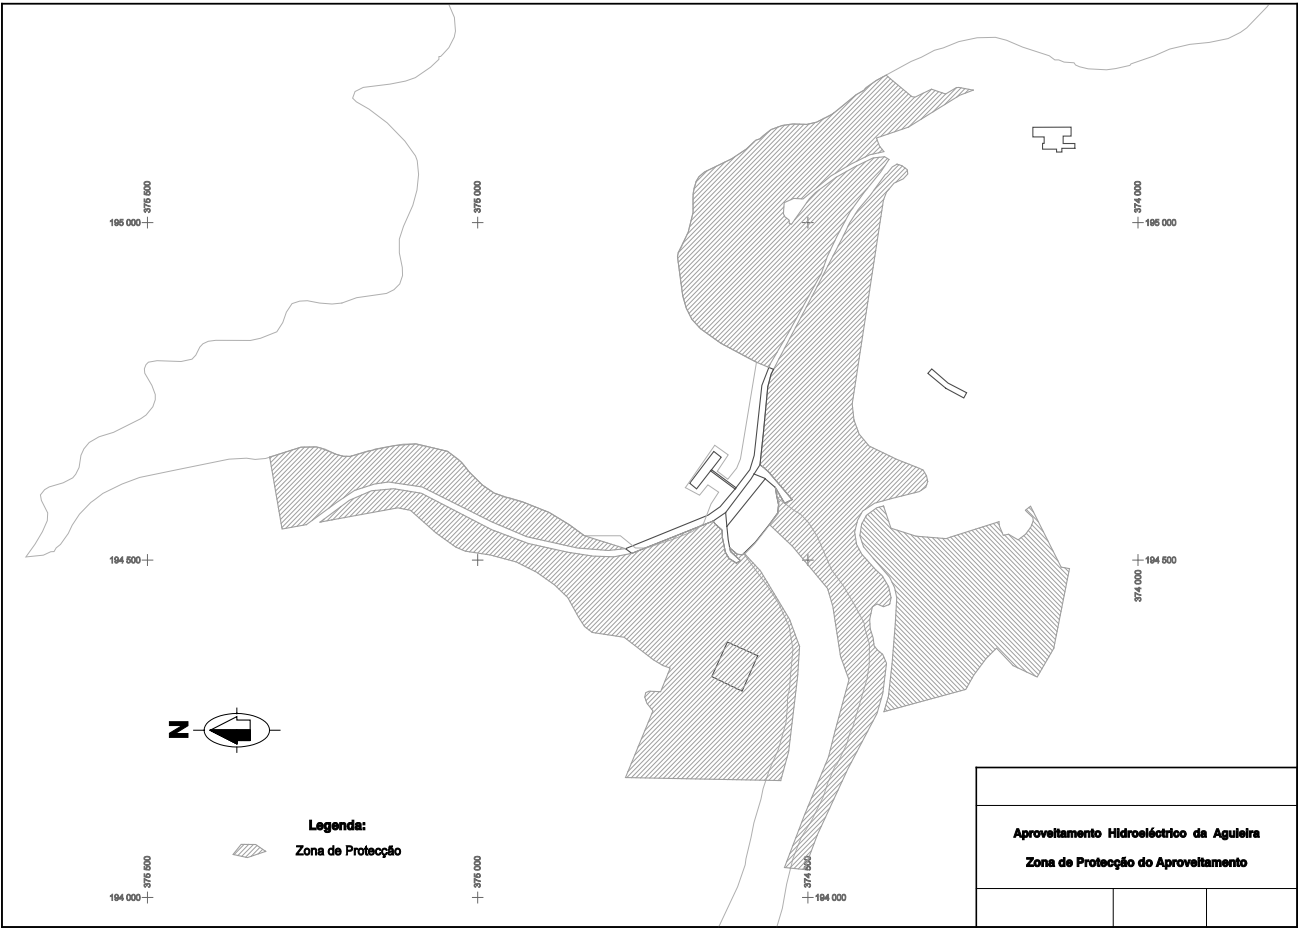 375 500
375 000
374 000
195 000
195 000
194 500
194 500
374 000
N
Legenda:
Zona de Protecção
375 500
375 000
374 500
194 000
194 000
Aproveitamento Hidroeléctrico da Aguieira
Zona de Protecção do Aproveitamento